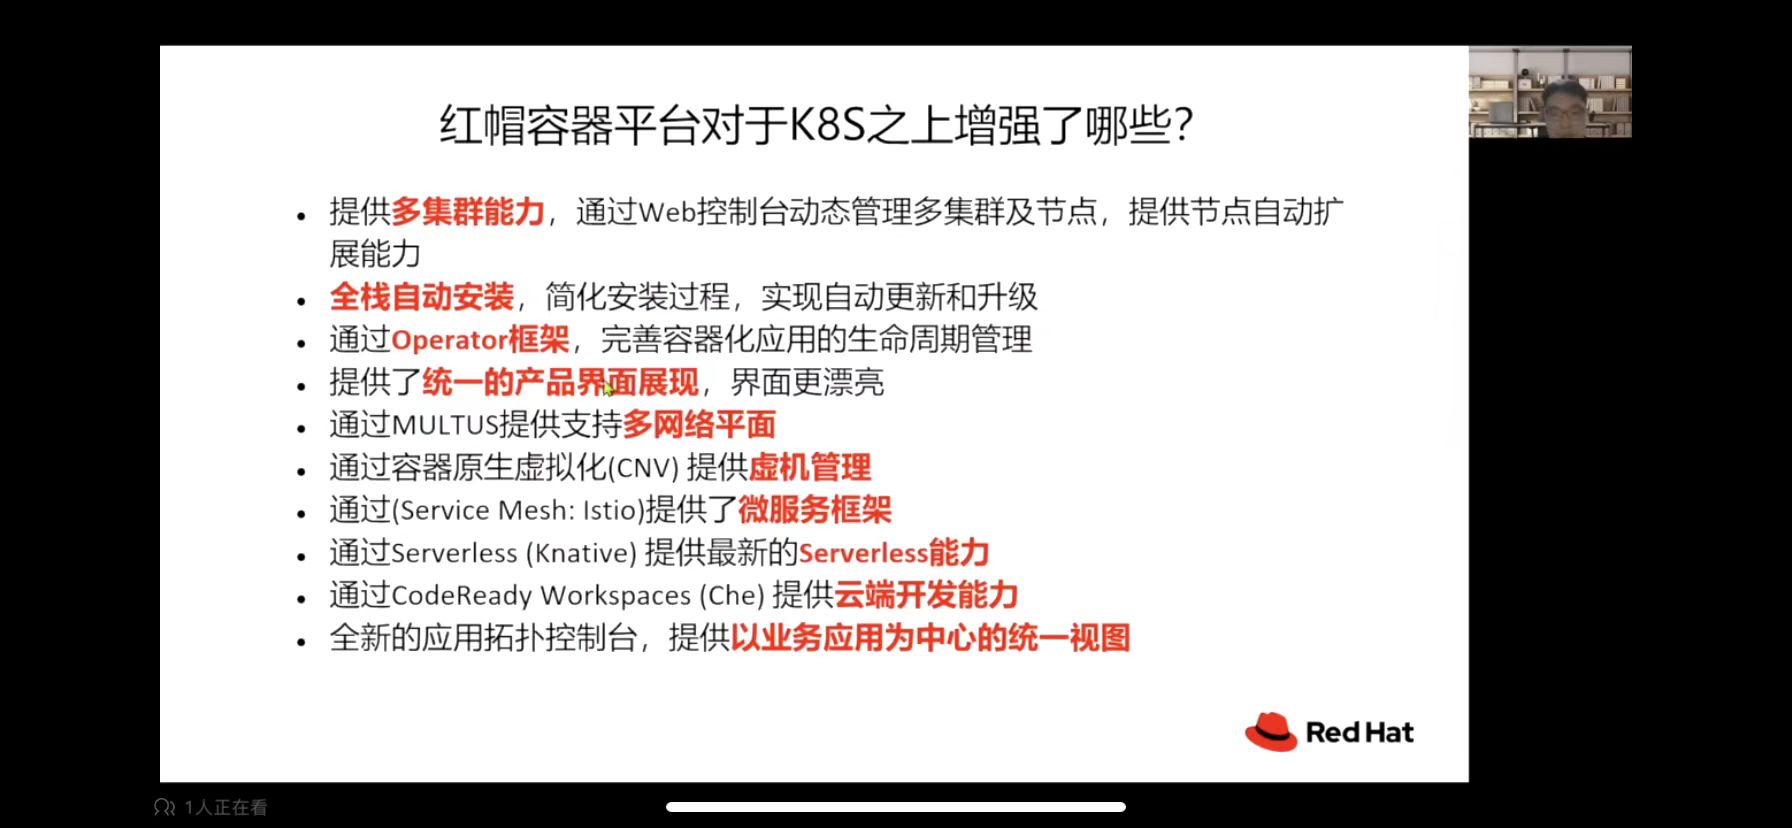 红帽容器平台对于K8S之上增强了哪些?
• 提供多集群能力，通过Web控制台动态管理多集群及节点，提供节点自动扩
展能力
• 全栈自动安装，简化安装过程，实现自动更新和升级
• 通过Operator框架，完善容器化应用的生命周期管理
• 提供了统一的产品界面展现，界面更漂亮
• 通过MULTUS提供支持多网络平面
• 通过容器原生虚拟化(CNV) 提供虚机管理
• 通过(Service Mesh: Istio)提供了微服务框架
• 通过Serverless (Knative) 提供最新的Serverless能力
• 通过CodeReady Workspaces (Che) 提供云端开发能力
• 全新的应用拓扑控制台，提供以业务应用为中心的统一视图
Red Hat
1人正在看